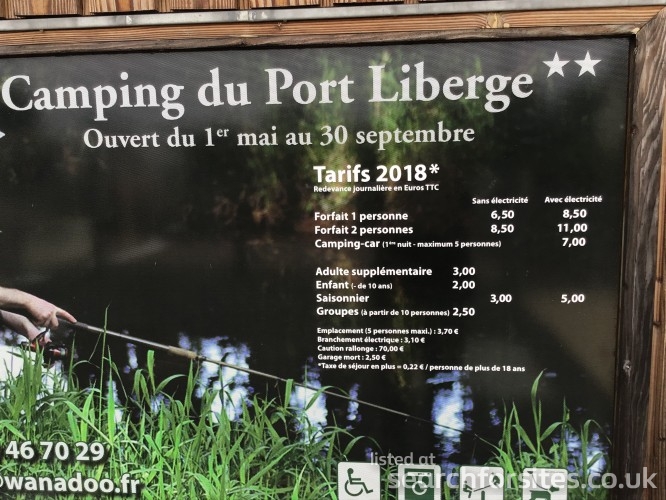 Camping du Port Liberge **
Ouvert du 1er mai au 30 septembre
Tarifs 2018*
Redevance journalière en Euros TTC
Sans électricité Avec électricité
Forfait 1 personne 6,50 8,50
Forfait 2 personnes 8,50 11,00
Camping-car (1ère nuit - maximum 5 personnes) 7,00
Adulte supplémentaire 3,00
Enfant (- de 10 ans) 2,00
Saisonnier 3,00 5,00
Groupes (à partir de 10 personnes) 2,50
Emplacement (5 personnes maxi.) : 3,70 €
Branchement électrique : 3,10 €
Caution rallonge : 70,00 €
Garage mort : 2,50 €
*Taxe de séjour en plus = 0,22 € / personne de plus de 18 ans
46 70 29
wanadoo.fr
listed at
searchforsites.co.uk